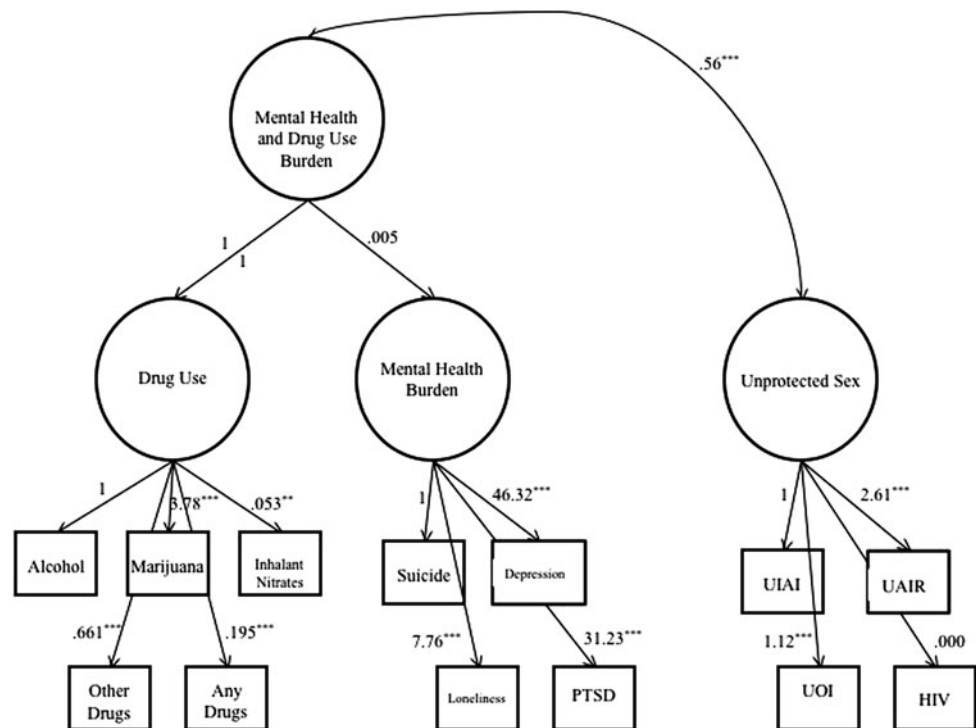 .56***
Mental Health
and Drug Use
Burden
1
1
.005
Drug Use
Mental Health
Burden
Unprotected Sex
1
3.78***
.053**
1
46.32***
1
2.61***
Alcohol
Marijuana
Inhalant
Nitrates
Suicide
Depression
UIAI
UAIR
.661***
.195***
7.76***
31.23***
1.12***
.000
Other
Drugs
Any
Drugs
Loneliness
PTSD
UOI
HIV